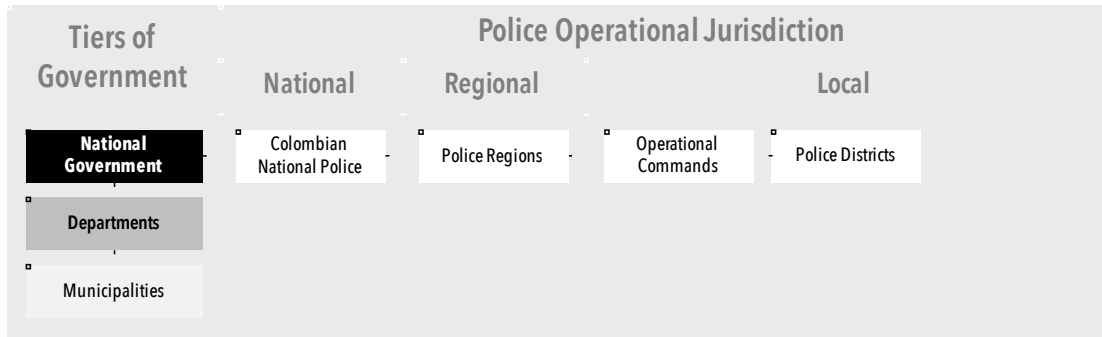 Tiers of
Government
Police Operational Jurisdiction
National
Regional
Local
National
Government
Colombian
National Police
Police Regions
Operational
Commands
Police Districts
Departments
Municipalities